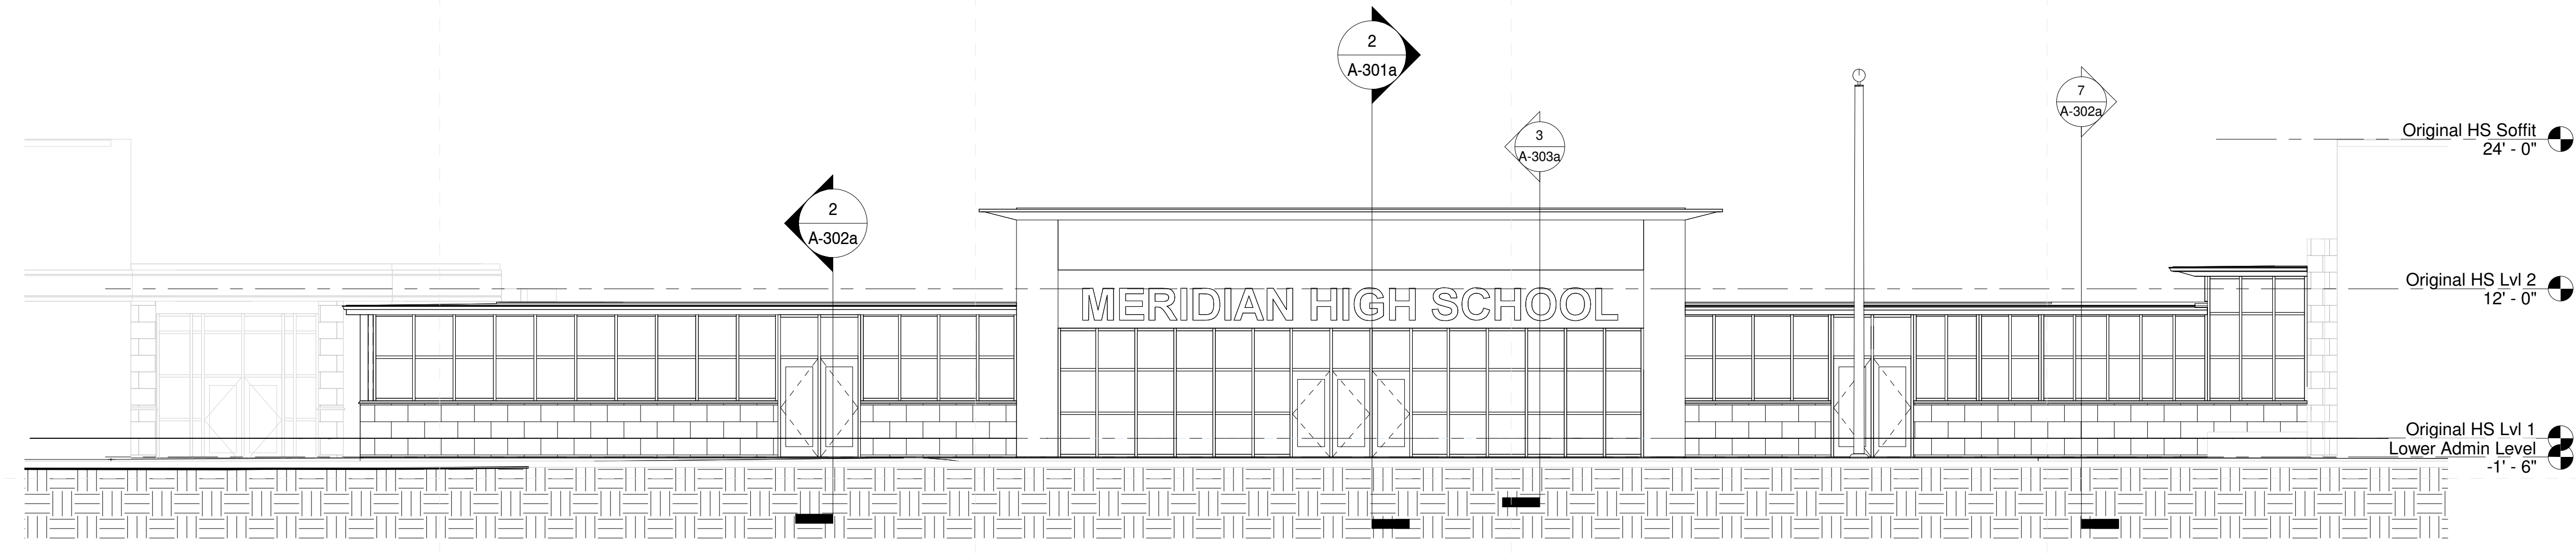 2
A-301a
7
A-302a
3
A-303a
Original HS Soffit
24' - 0"
2
A-302a
Original HS Lvl 2
12' - 0"
MERIDIAN HIGH SCHOOL
Original HS Lvl 1
Lower Admin Level
-1' - 6"